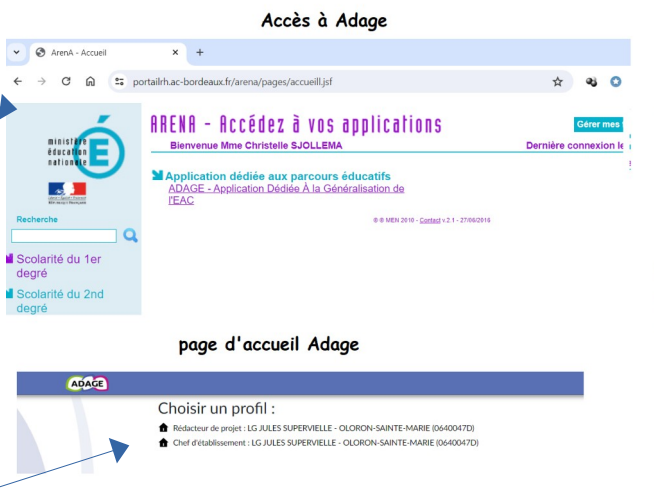 Accès à Adage
ArenA - Accueil
portailrh.ac-bordeaux.fr/arena/pages/accueill.jsf
ministère
éducation
nationale
ARENA - Accédez à vos applications
Gérer mes
Bienvenue Mme Christelle SJOLLEMA
Dernière connexion le
Application dédiée aux parcours éducatifs
ADAGE - Application Dédiée À la Généralisation de
l'EAC
© ® MEN 2010 - Contact v.2.1 - 27/06/2018
Recherche
Scolarité du 1er
degré
Scolarité du 2nd
degré
page d'accueil Adage
ADAGE
Choisir un profil :
Rédacteur de projet : LG JULES SUPERVIELLE - OLORON-SAINTE-MARIE (0640047D)
Chef d'établissement : LG JULES SUPERVIELLE - OLORON-SAINTE-MARIE (0640047D)